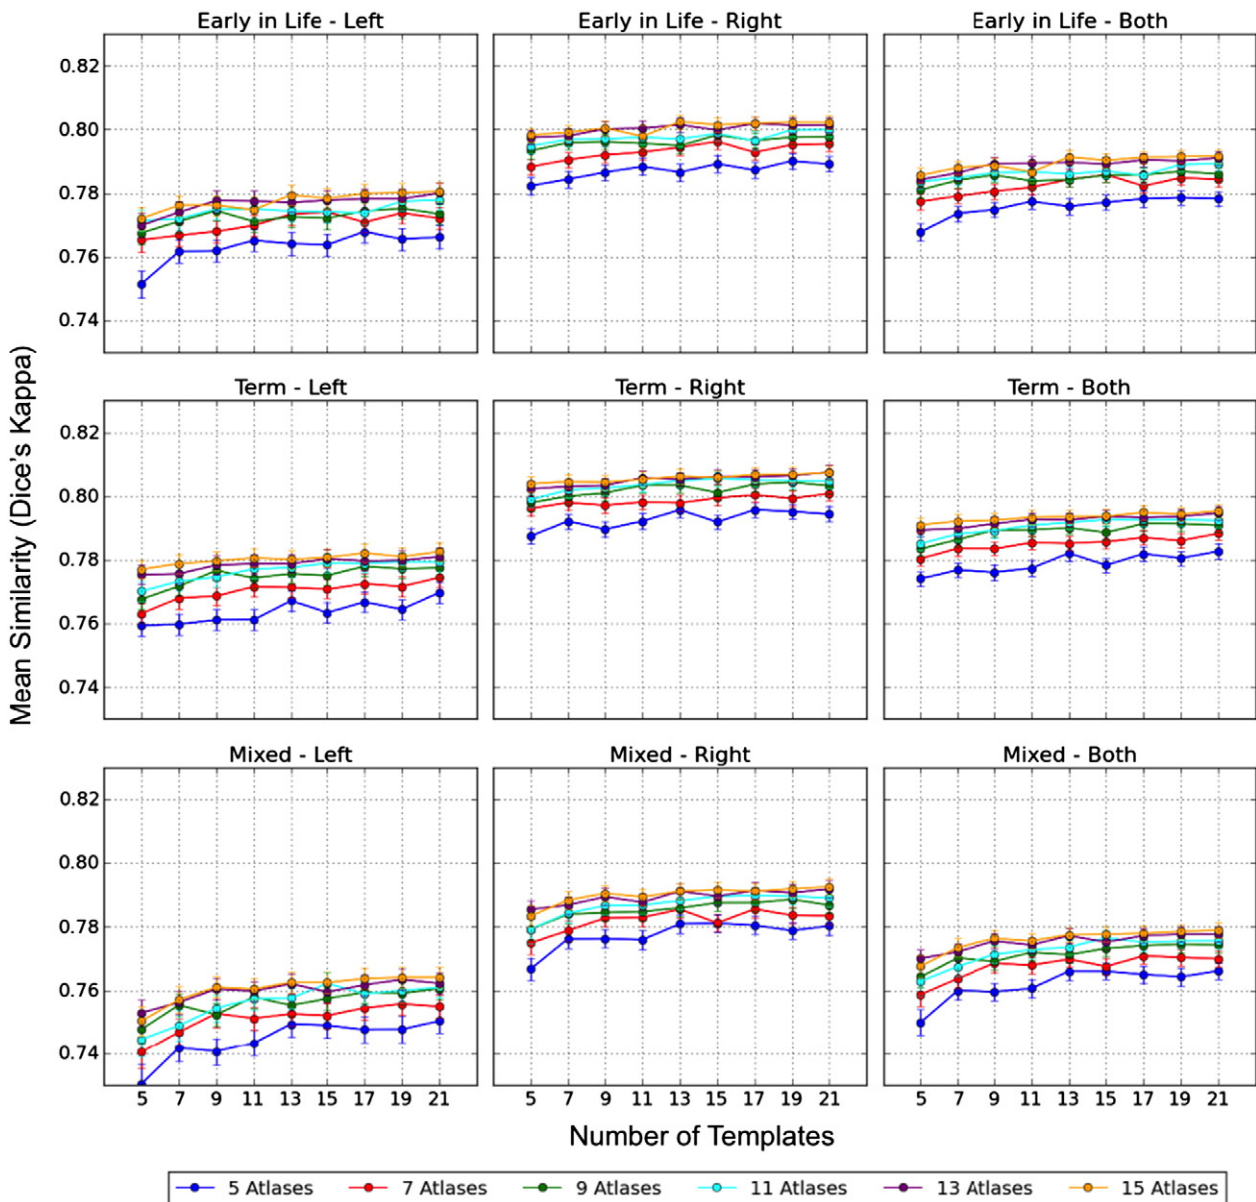 Early in Life - Left
Early in Life - Right
Early in Life - Both
0.82
0.80
0.78
0.76
0.74
Term - Left
Term - Right
Term - Both
0.82
0.80
0.78
0.76
0.74
Mean Similarity (Dice's Kappa)
Mixed - Left
Mixed - Right
Mixed - Both
0.82
0.80
0.78
0.76
0.74
5 7 9 11 13 15 17 19 21
5 7 9 11 13 15 17 19 21
5 7 9 11 13 15 17 19 21
Number of Templates
5 Atlases 7 Atlases 9 Atlases 11 Atlases 13 Atlases 15 Atlases